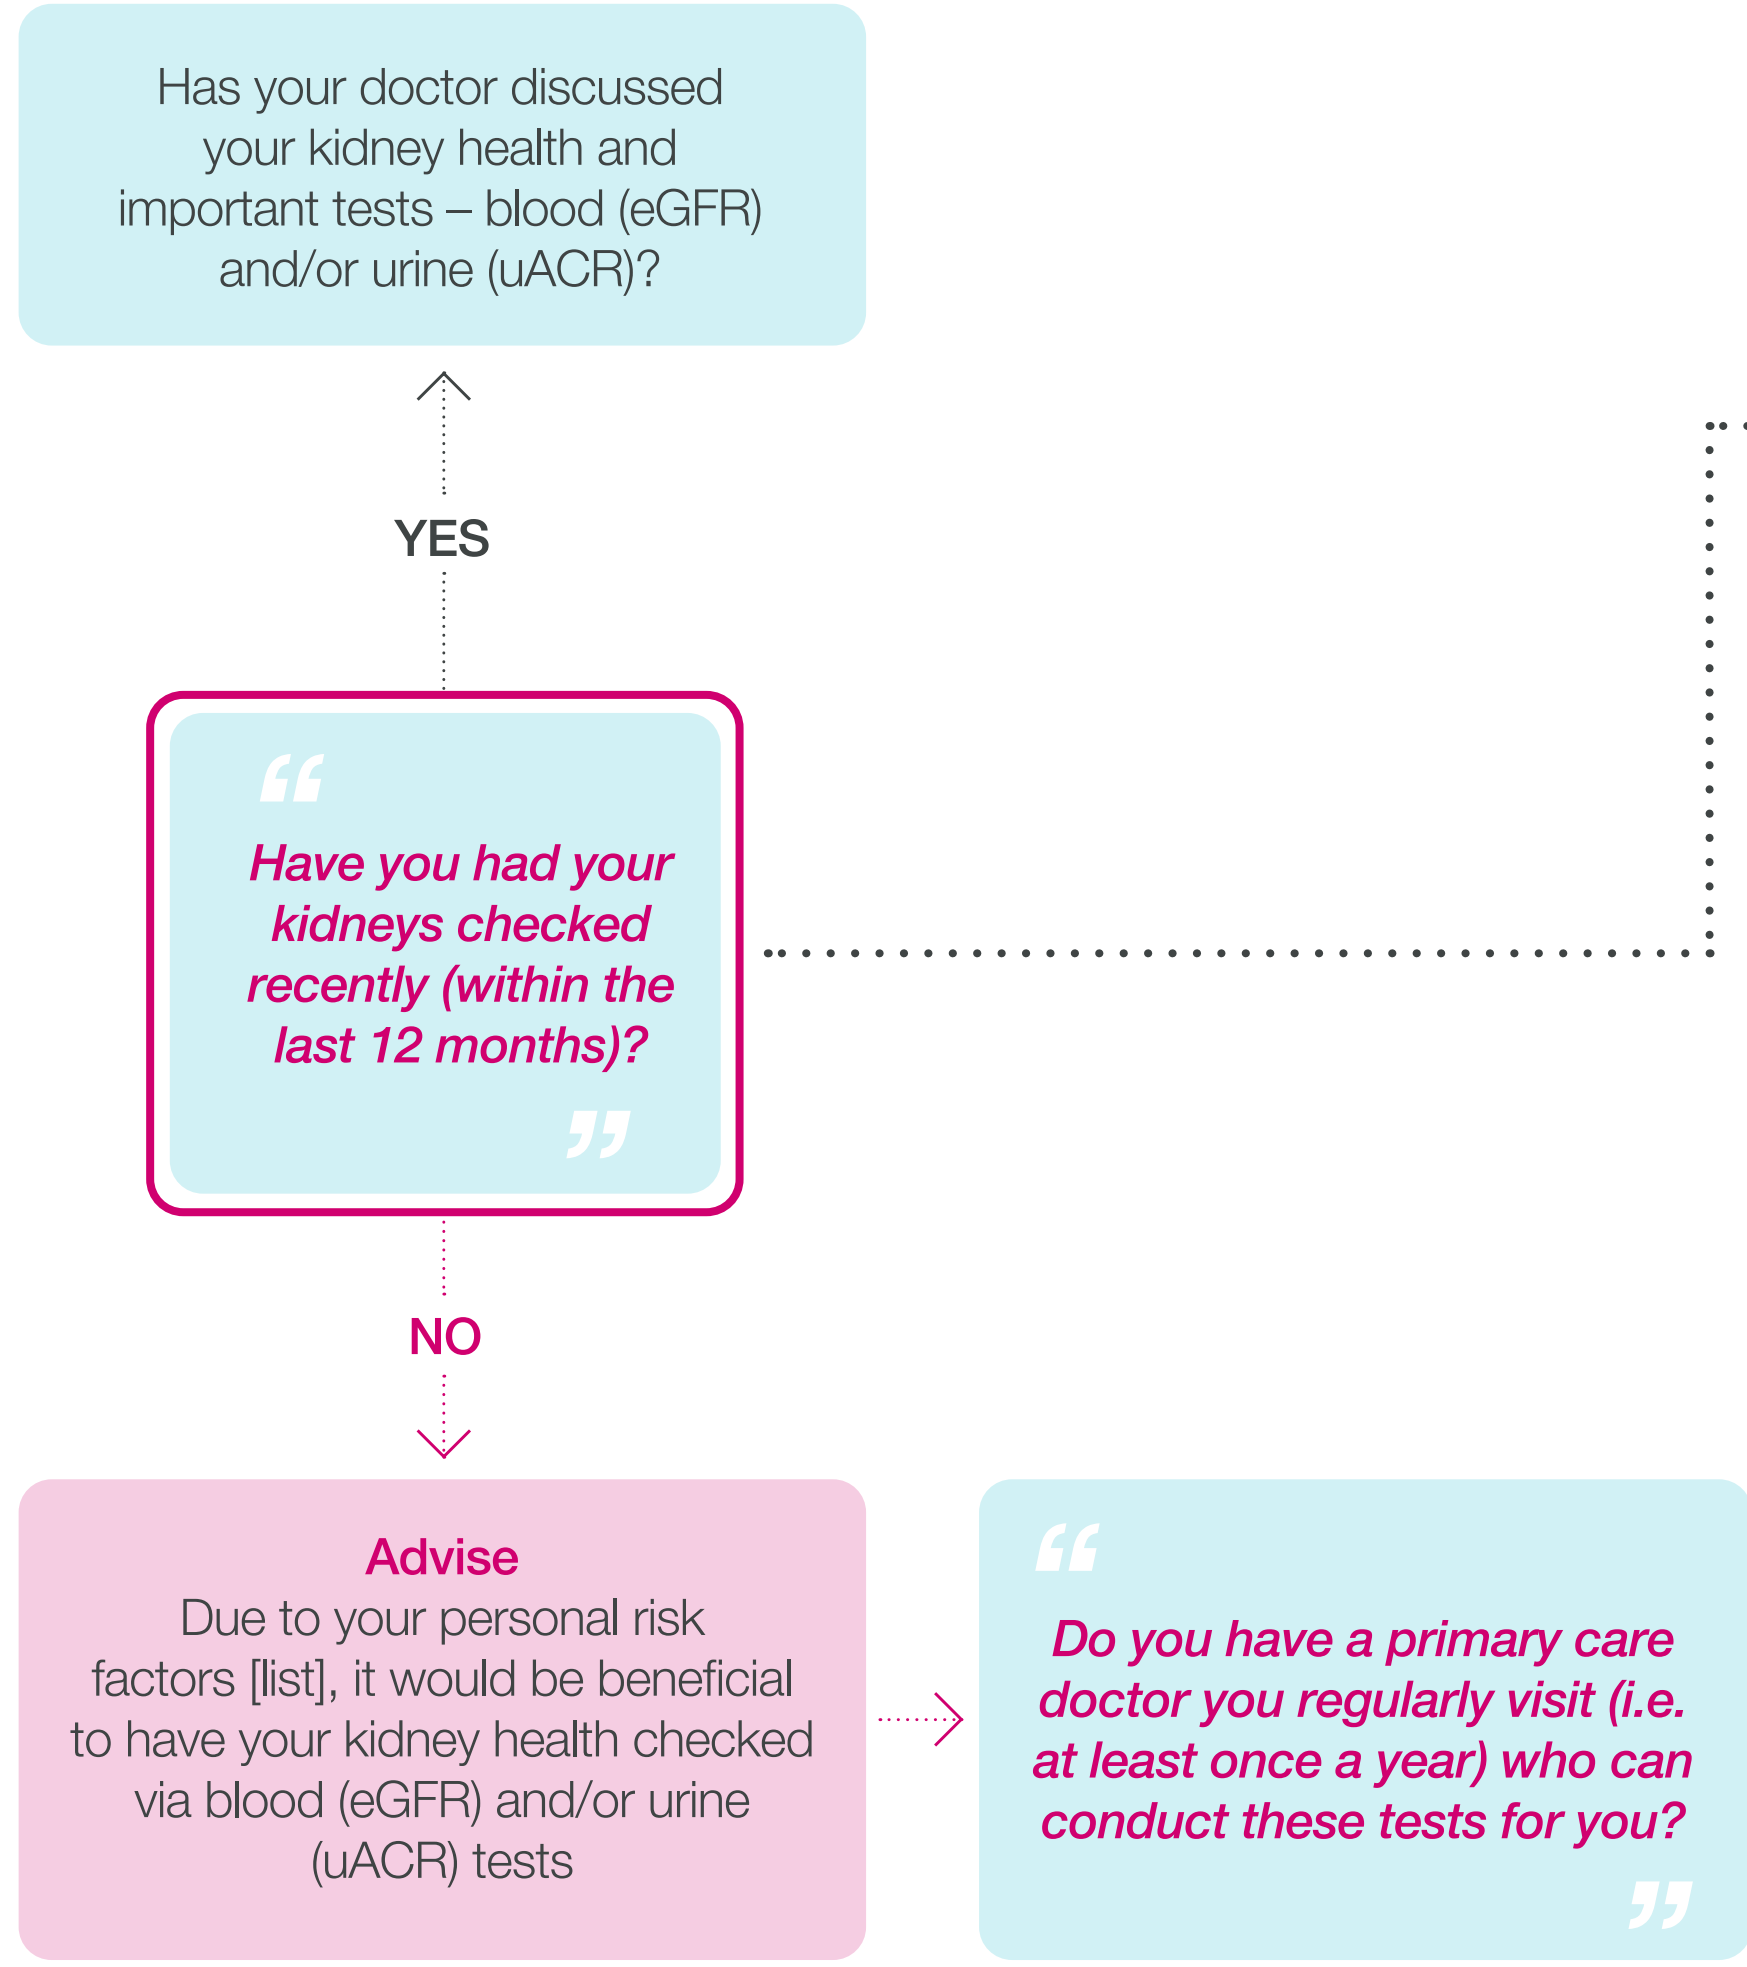 Has your doctor discussed
your kidney health and
important tests – blood (eGFR)
and/or urine (uACR)?
YES
“
Have you had your
kidneys checked
recently (within the
last 12 months)?
”
NO
Advise
Due to your personal risk
factors [list], it would be beneficial
to have your kidney health checked
via blood (eGFR) and/or urine
(uACR) tests
“
Do you have a primary care
doctor you regularly visit (i.e.
at least once a year) who can
conduct these tests for you?
”